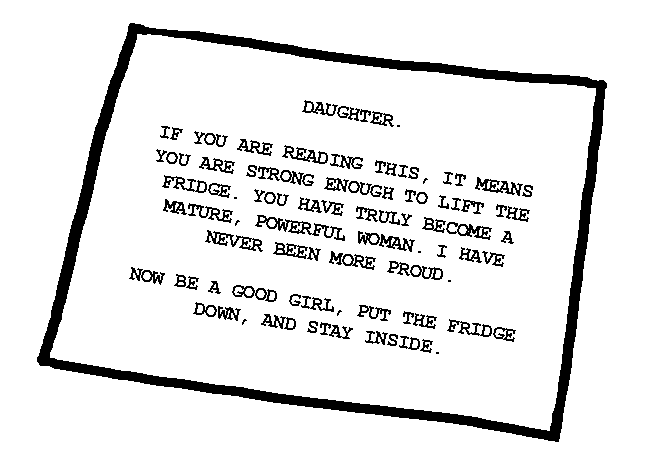 DAUGHTER.
IF YOU ARE READING THIS, IT MEANS
YOU ARE STRONG ENOUGH TO LIFT THE
FRIDGE. YOU HAVE TRULY BECOME A
MATURE, POWERFUL WOMAN. I HAVE
NEVER BEEN MORE PROUD.
NOW BE A GOOD GIRL, PUT THE FRIDGE
DOWN, AND STAY INSIDE.